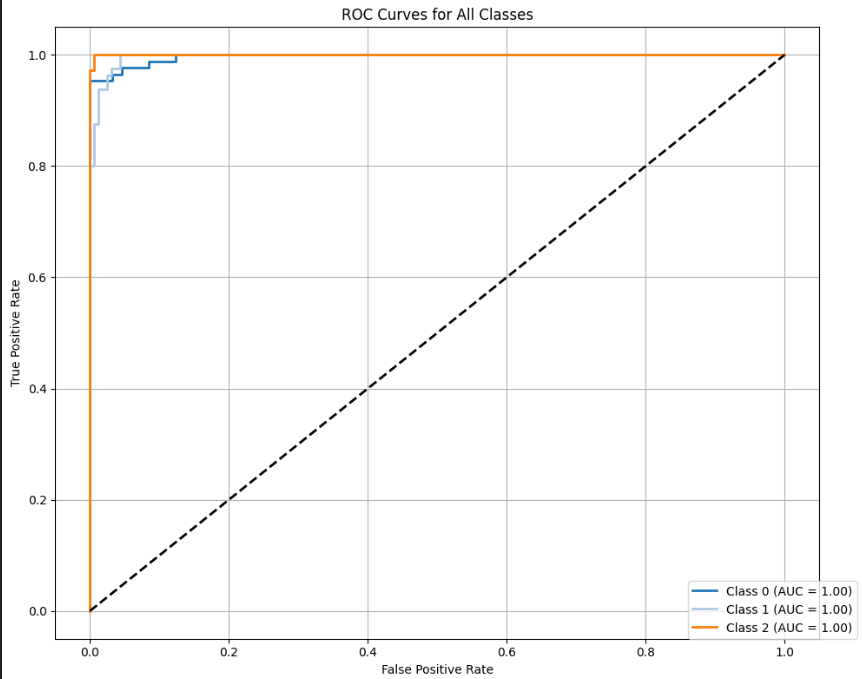 ROC Curves for All Classes
True Positive Rate
1.0
0.8
0.6
0.4
0.2
0.0
Class 0 (AUC = 1.00)
Class 1 (AUC = 1.00)
Class 2 (AUC = 1.00)
0.0 0.2 0.4 0.6 0.8 1.0
False Positive Rate